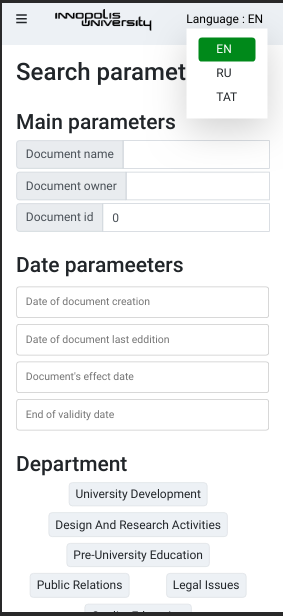 innopolis
university
Language : EN
EN
RU
TAT
Search paramet
Main parameters
Document name
Document owner
Document id 0
Date parameeters
Date of document creation
Date of document last eddition
Document's effect date
End of validity date
Department
University Development
Design And Research Activities
Pre-University Education
Public Relations Legal Issues